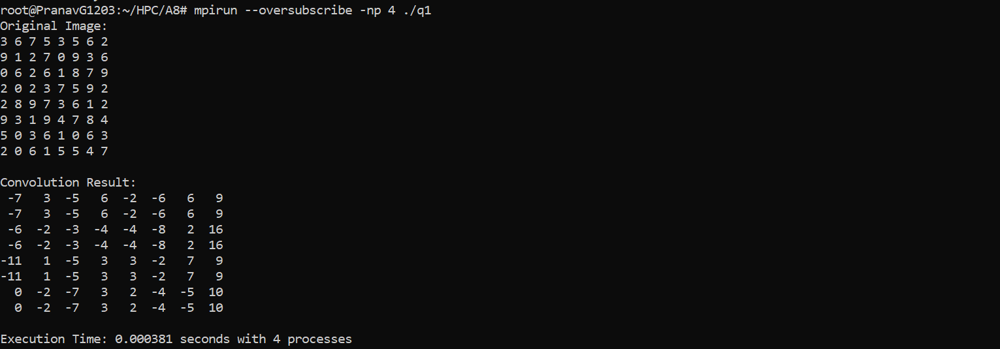 root@PranavG1203:~/HPC/A8# mpirun --oversubscribe -np 4 ./q1
Original Image:
3 6 7 5 3 5 6 2
9 1 2 7 0 9 3 6
0 6 2 6 1 8 7 9
2 0 2 3 7 5 9 2
2 8 9 7 3 6 1 2
9 3 1 9 4 7 8 4
5 0 3 6 1 0 6 3
2 0 6 1 5 5 4 7

Convolution Result:
 -7   3  -5   6  -2  -6   6   9
 -7   3  -5   6  -2  -6   6   9
 -6  -2  -3  -4  -4  -8   2  16
 -6  -2  -3  -4  -4  -8   2  16
-11   1  -5   3   3  -2   7   9
-11   1  -5   3   3  -2   7   9
  0  -2  -7   3   2  -4  -5  10
  0  -2  -7   3   2  -4  -5  10

Execution Time: 0.000381 seconds with 4 processes